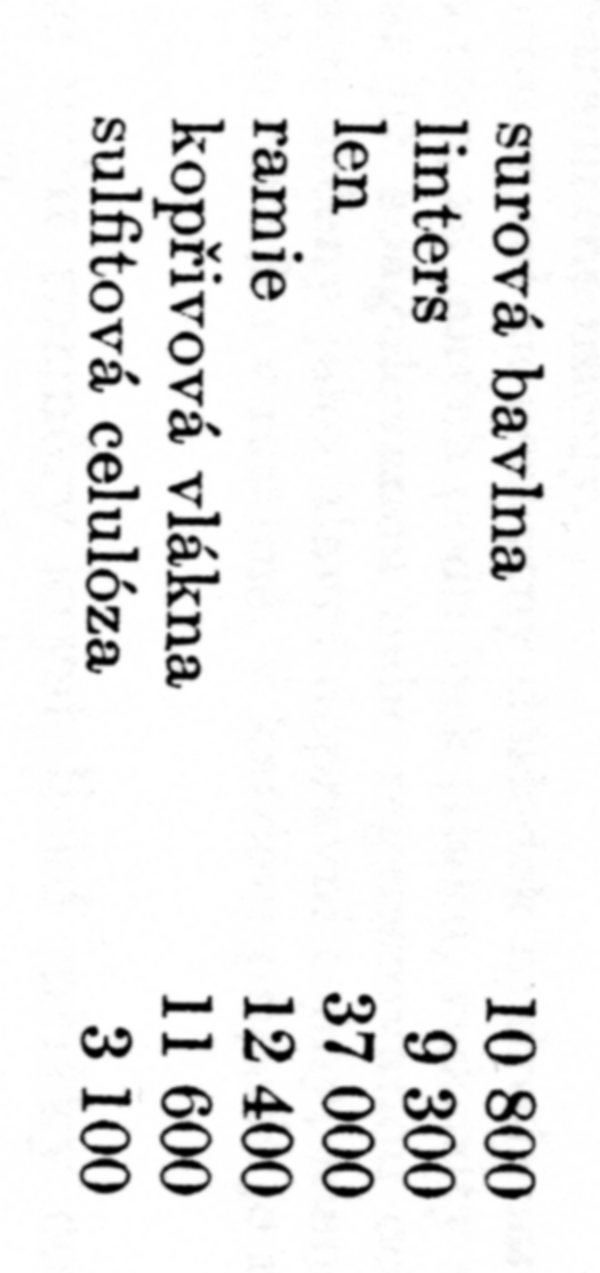 surová bavlna 10 800
linters 9 300
len 37 000
ramie 12 400
kopřivová vlákna 11 600
sulfitová celulóza 3 100